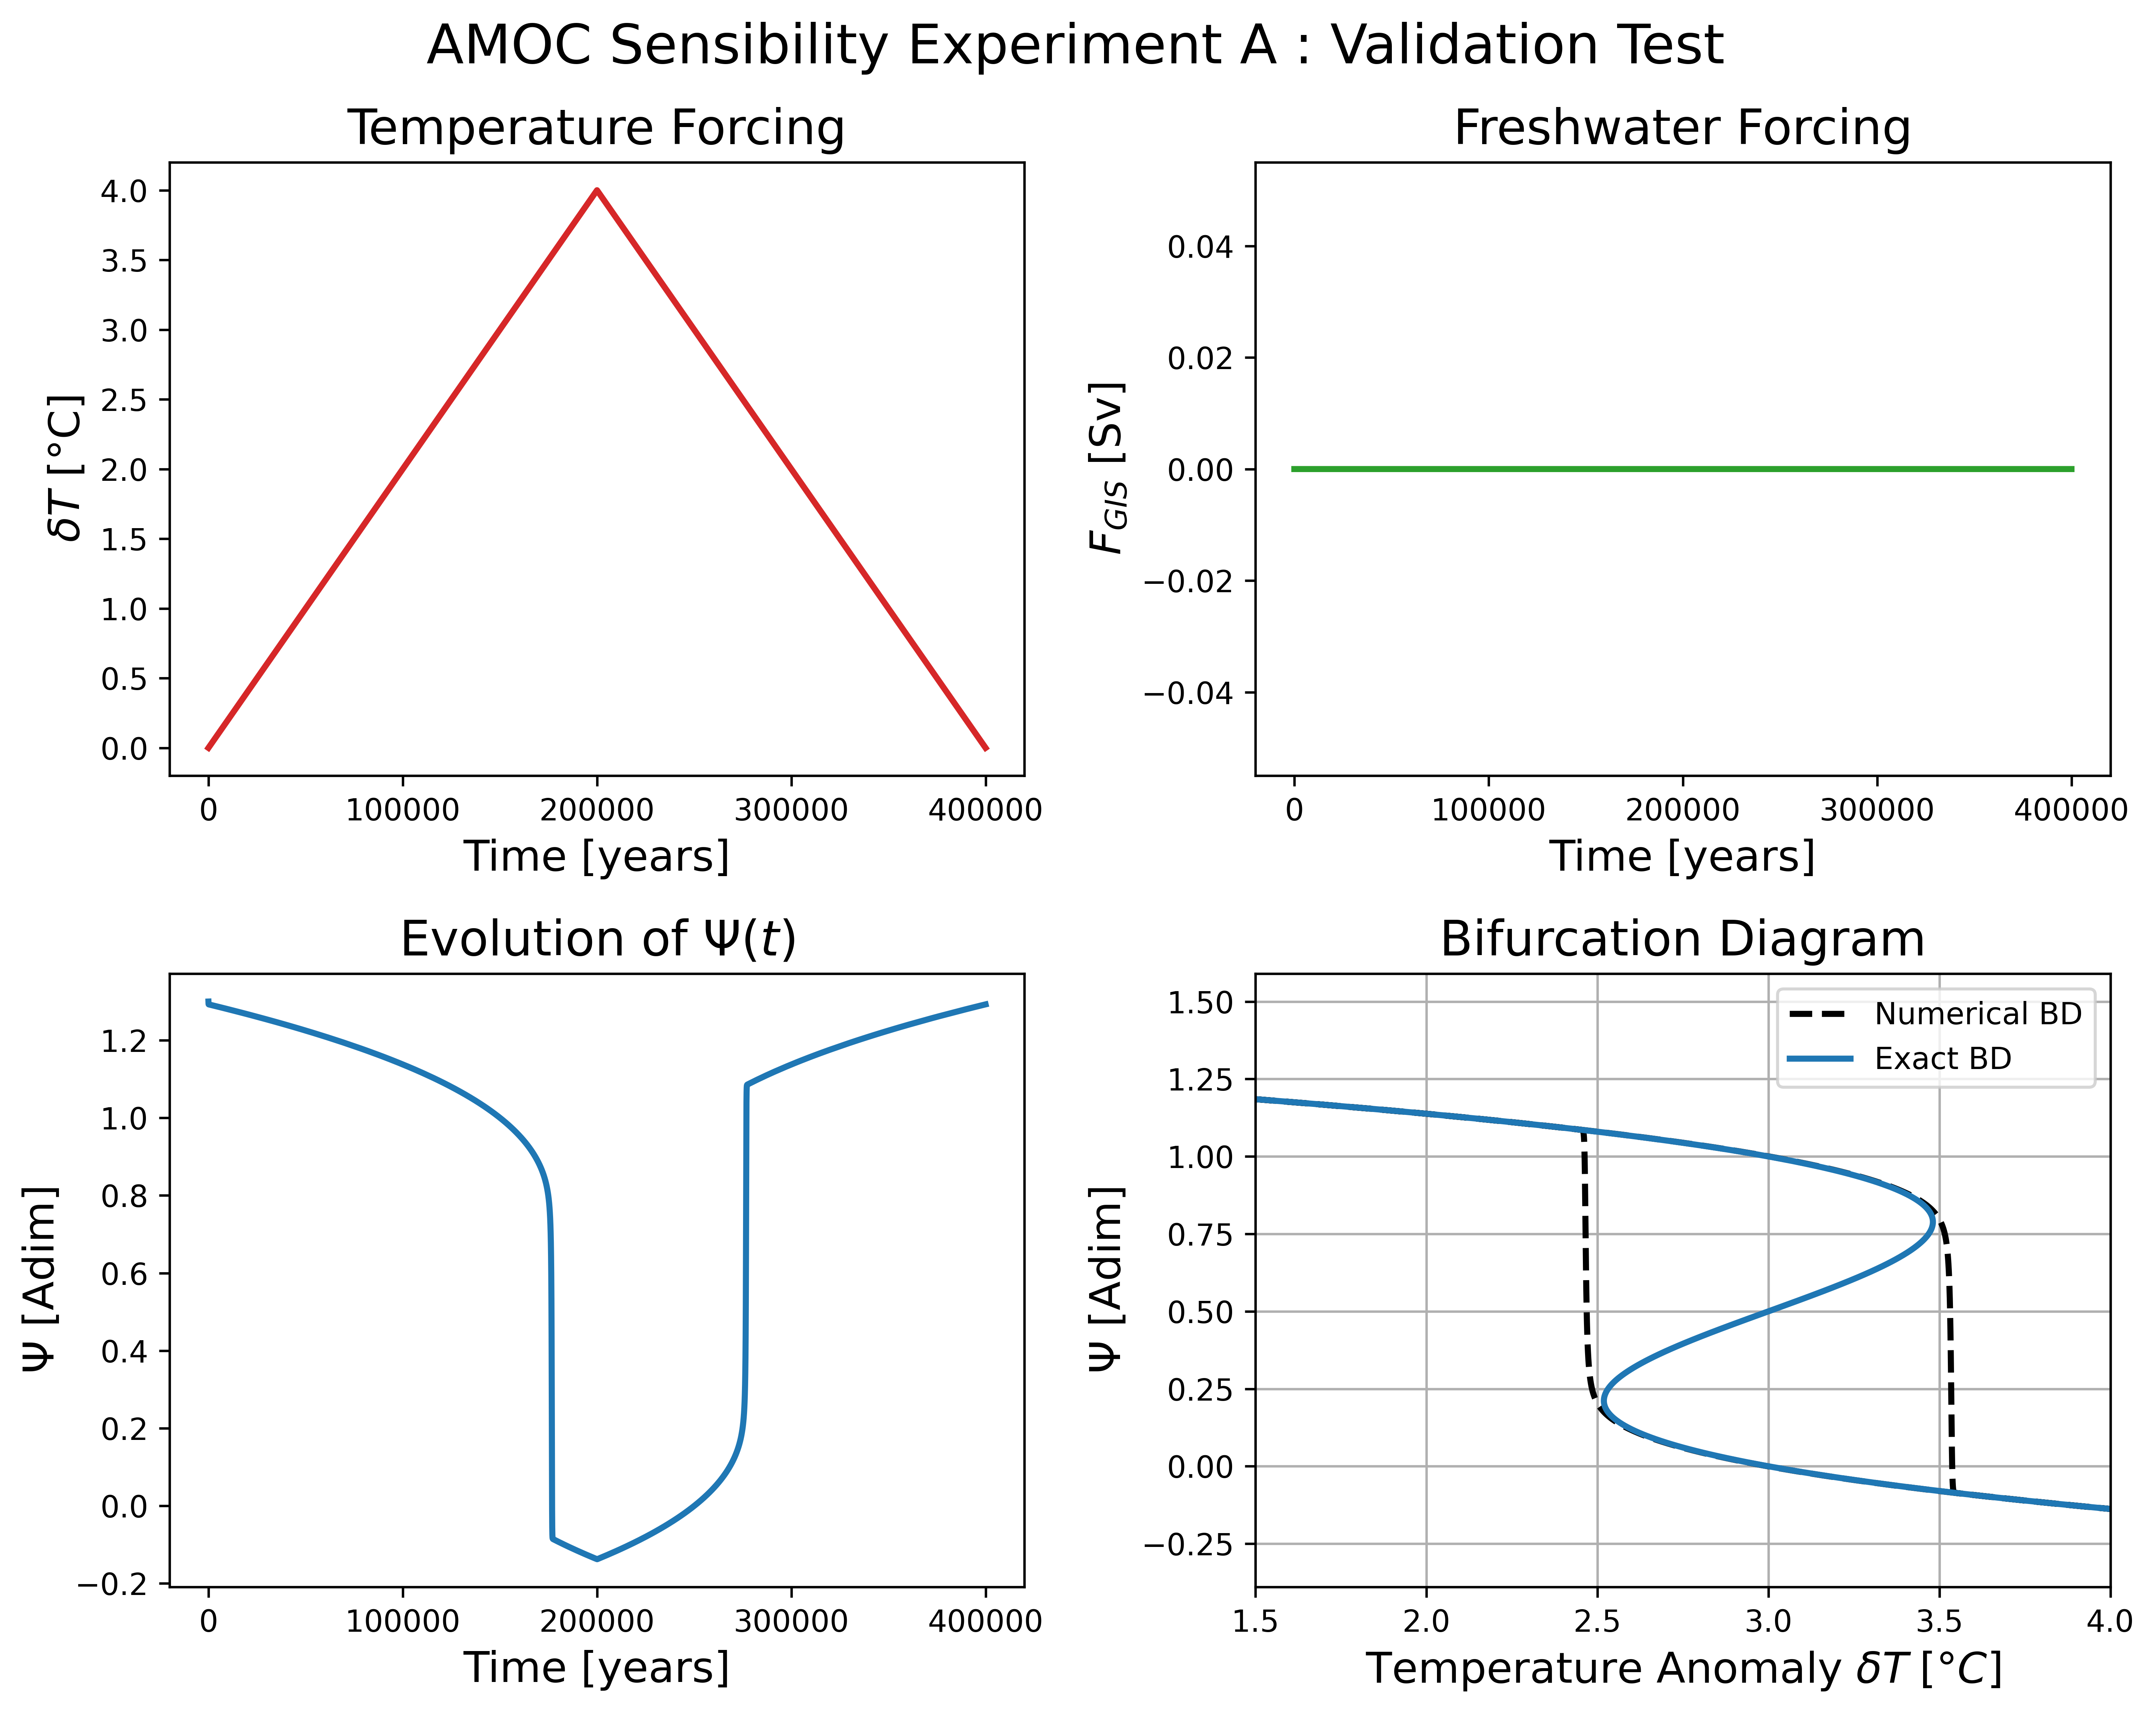 AMOC Sensibility Experiment A : Validation Test
Temperature Forcing
4.0
3.5
3.0
2.5
2.0
1.5
1.0
0.5
0.0
δT [°C]
0 100000 200000 300000 400000
Time [years]
Freshwater Forcing
0.04
0.02
0.00
−0.02
−0.04
F_GIS [Sv]
0 100000 200000 300000 400000
Time [years]
Evolution of Ψ(t)
1.2
1.0
0.8
0.6
0.4
0.2
0.0
−0.2
Ψ [Adim]
0 100000 200000 300000 400000
Time [years]
Bifurcation Diagram
Numerical BD
Exact BD
1.50
1.25
1.00
0.75
0.50
0.25
0.00
−0.25
Ψ [Adim]
1.5 2.0 2.5 3.0 3.5 4.0
Temperature Anomaly δT [°C]